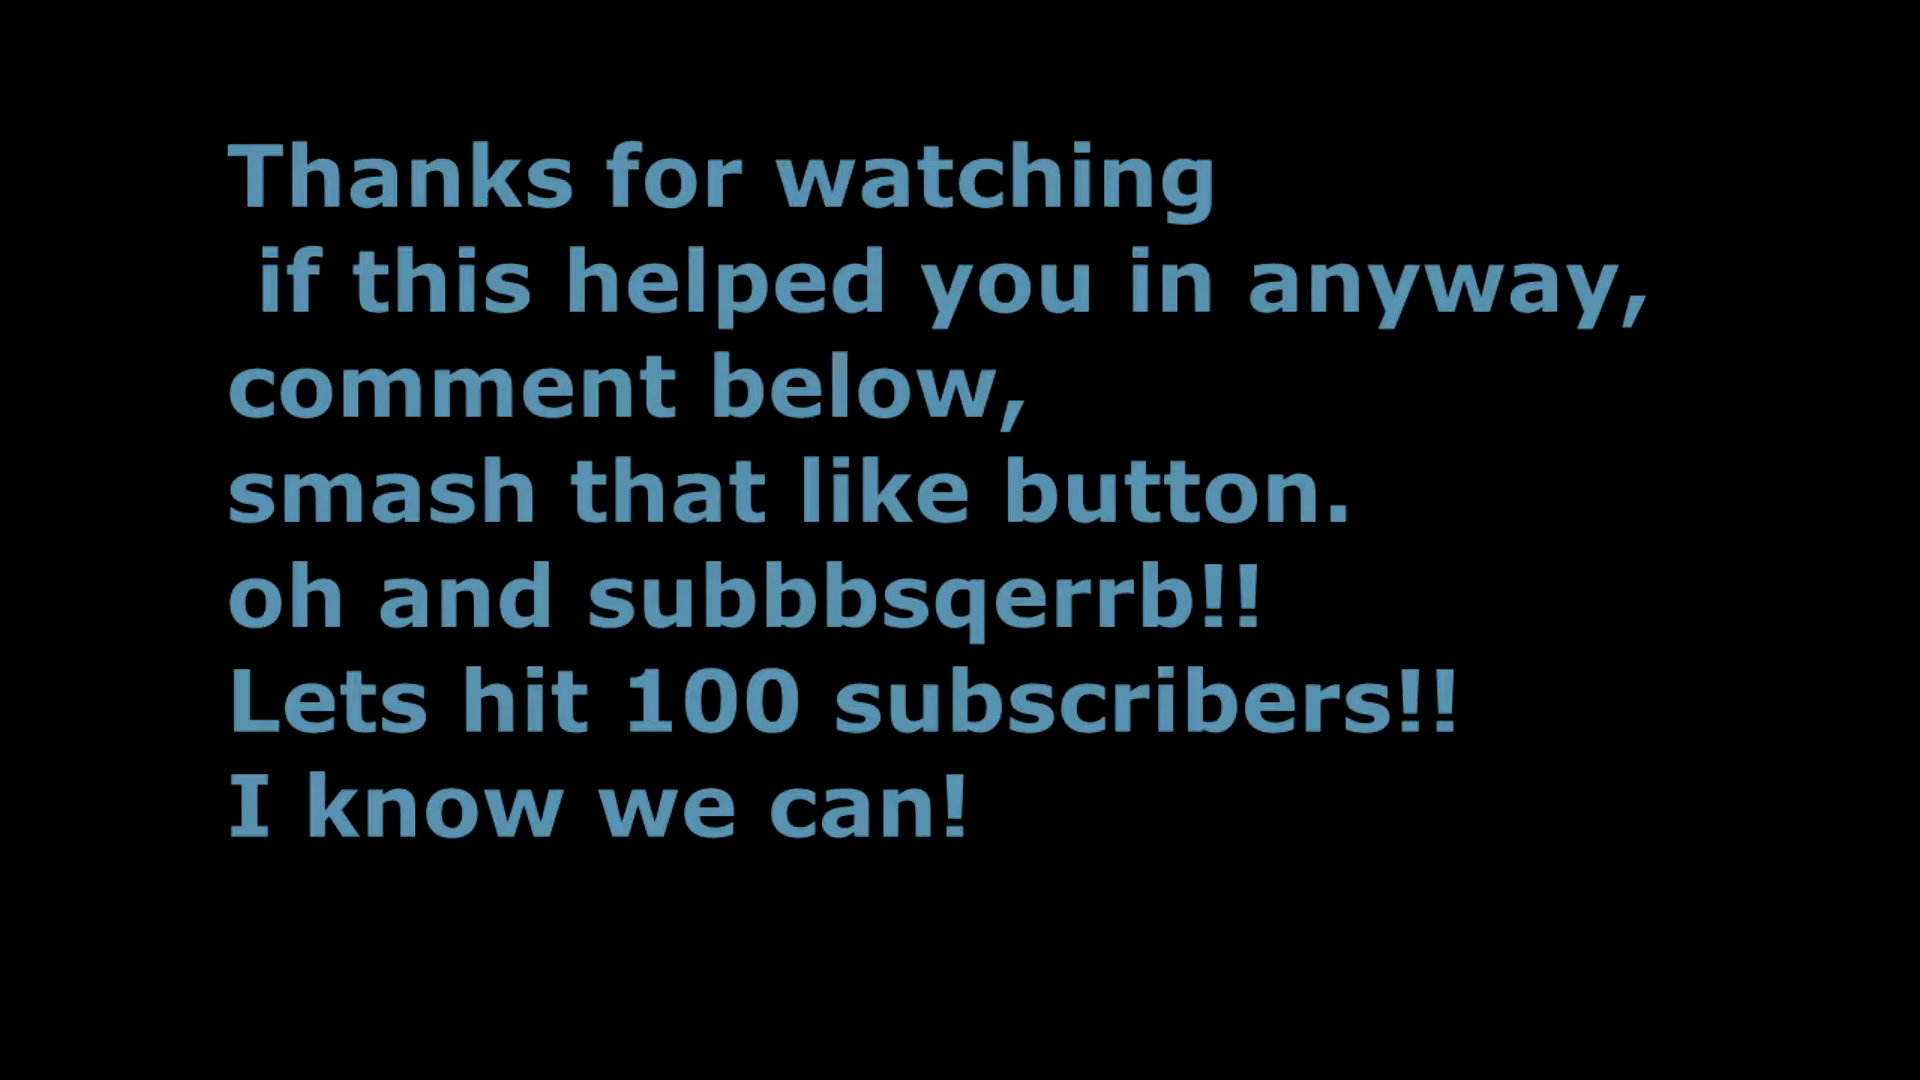 Thanks for watching
if this helped you in anyway,
comment below,
smash that like button.
oh and subbbsqerrb!!
Lets hit 100 subscribers!!
I know we can!